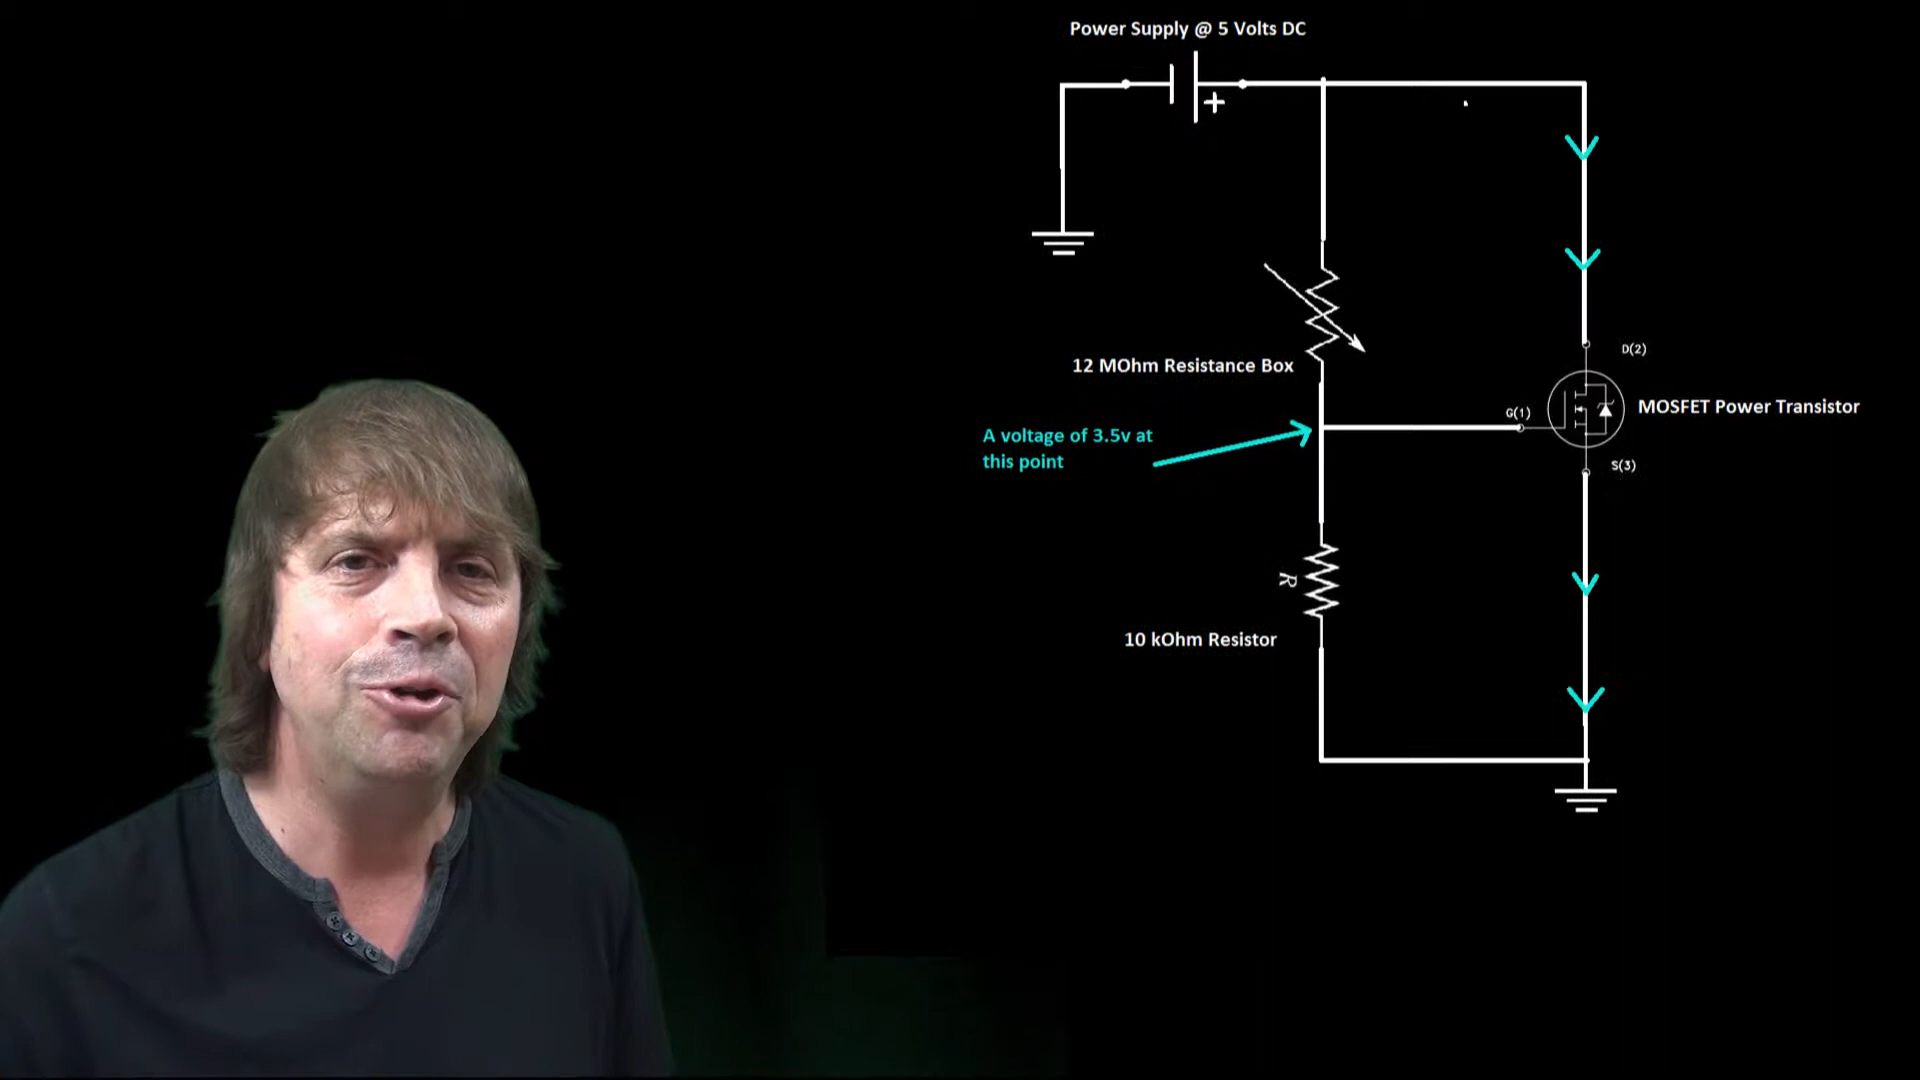 Power Supply @ 5 Volts DC
+
D(2)
12 MOhm Resistance Box
G(1)
MOSFET Power Transistor
A voltage of 3.5v at
this point
S(3)
R
10 kOhm Resistor